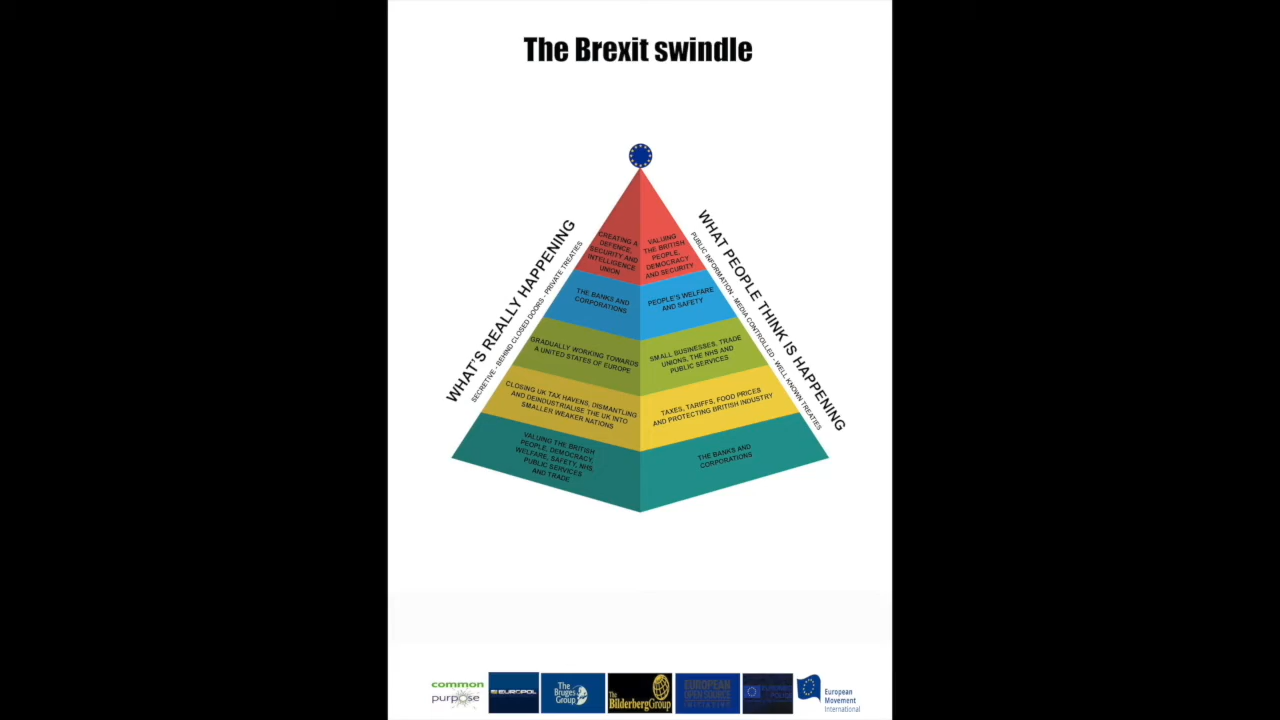 The Brexit swindle
WHAT'S REALLY HAPPENING
SECRETIVE - BEHIND CLOSED DOORS - PRIVATE TREATIES
WHAT PEOPLE THINK IS HAPPENING
PUBLIC INFORMATION - MEDIA CONTROLLED - WELL KNOWN TREATIES
CREATING A
DEFENCE,
SECURITY AND
INTELLIGENCE
UNION
VALUING
THE BRITISH
PEOPLE,
DEMOCRACY
AND SECURITY
THE BANKS AND
CORPORATIONS
PEOPLE'S WELFARE
AND SAFETY
GRADUALLY WORKING TOWARDS
A UNITED STATES OF EUROPE
SMALL BUSINESSES, TRADE
UNIONS, THE NHS AND
PUBLIC SERVICES
CLOSING UK TAX HAVENS, DISMANTLING
AND DEINDUSTRIALISE THE UK INTO
SMALLER WEAKER NATIONS
TAXES, TARIFFS, FOOD PRICES
AND PROTECTING BRITISH INDUSTRY
VALUING THE BRITISH
PEOPLE, DEMOCRACY,
WELFARE, SAFETY, NHS,
PUBLIC SERVICES
AND TRADE
THE BANKS AND
CORPORATIONS
common
purpose
EUROPOL
The
Bruges
Group
The
BilderbergGroup
EUROPEAN
OPEN SOURCE
INITIATIVE
European
Movement
International